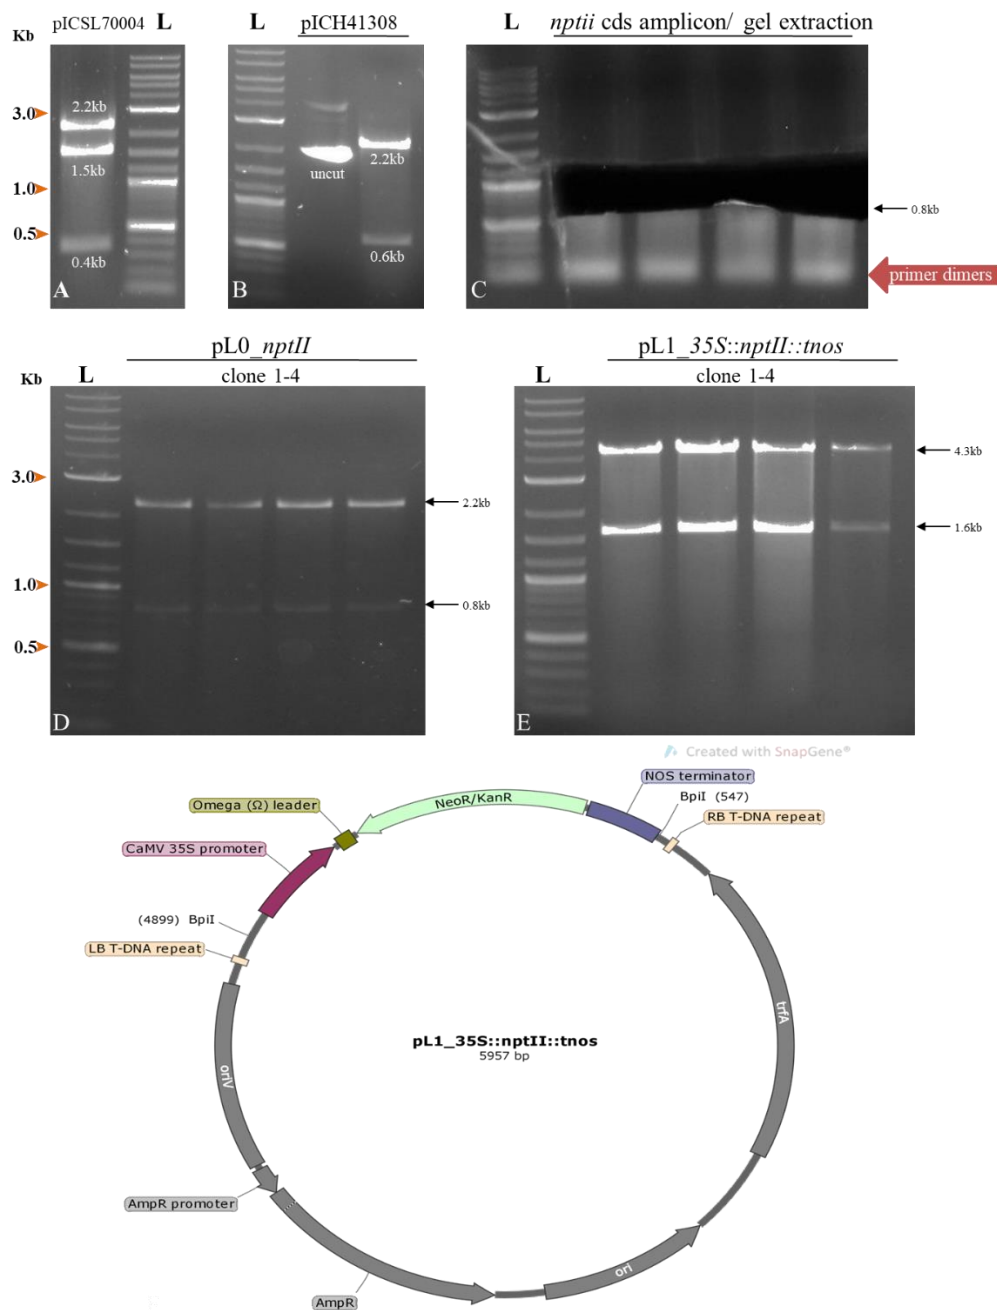 pICSL70004 L
Kb
3.0
1.0
0.5
2.2kb
1.5kb
0.4kb
A
L pICH41308
uncut
2.2kb
0.6kb
B
L nptii cds amplicon/ gel extraction
0.8kb
primer dimers
C
pL0_nptII
Kb L clone 1-4
3.0
1.0
0.5
2.2kb
0.8kb
D
pL1_35S::nptII::tnos
L clone 1-4
4.3kb
1.6kb
E
Created with SnapGene®
NOS terminator
BpiI (547)
RB T-DNA repeat
NeoR/KanR
Omega (Ω) leader
CaMV 35S promoter
(4899) BpiI
LB T-DNA repeat
trfA
pL1_35S::nptII::tnos
5957 bp
oriV
AmpR promoter
AmpR
ori